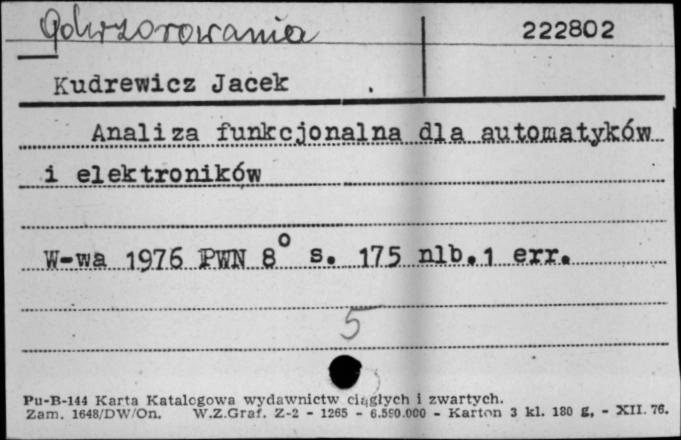 Odwzorowania
222802
Kudrewicz Jacek
Analiza funkcjonalna dla automatyków
i elektroników
W-wa 1976 PWN 8° s. 175 nlb.1 err.
5
Pu-B-144 Karta Katalogowa wydawnictw ciągłych i zwartych.
Zam. 1648/DW/On. W.Z.Graf. Z-2 - 1265 - 6.590.000 - Karton 3 kl. 180 g, - XII. 76.